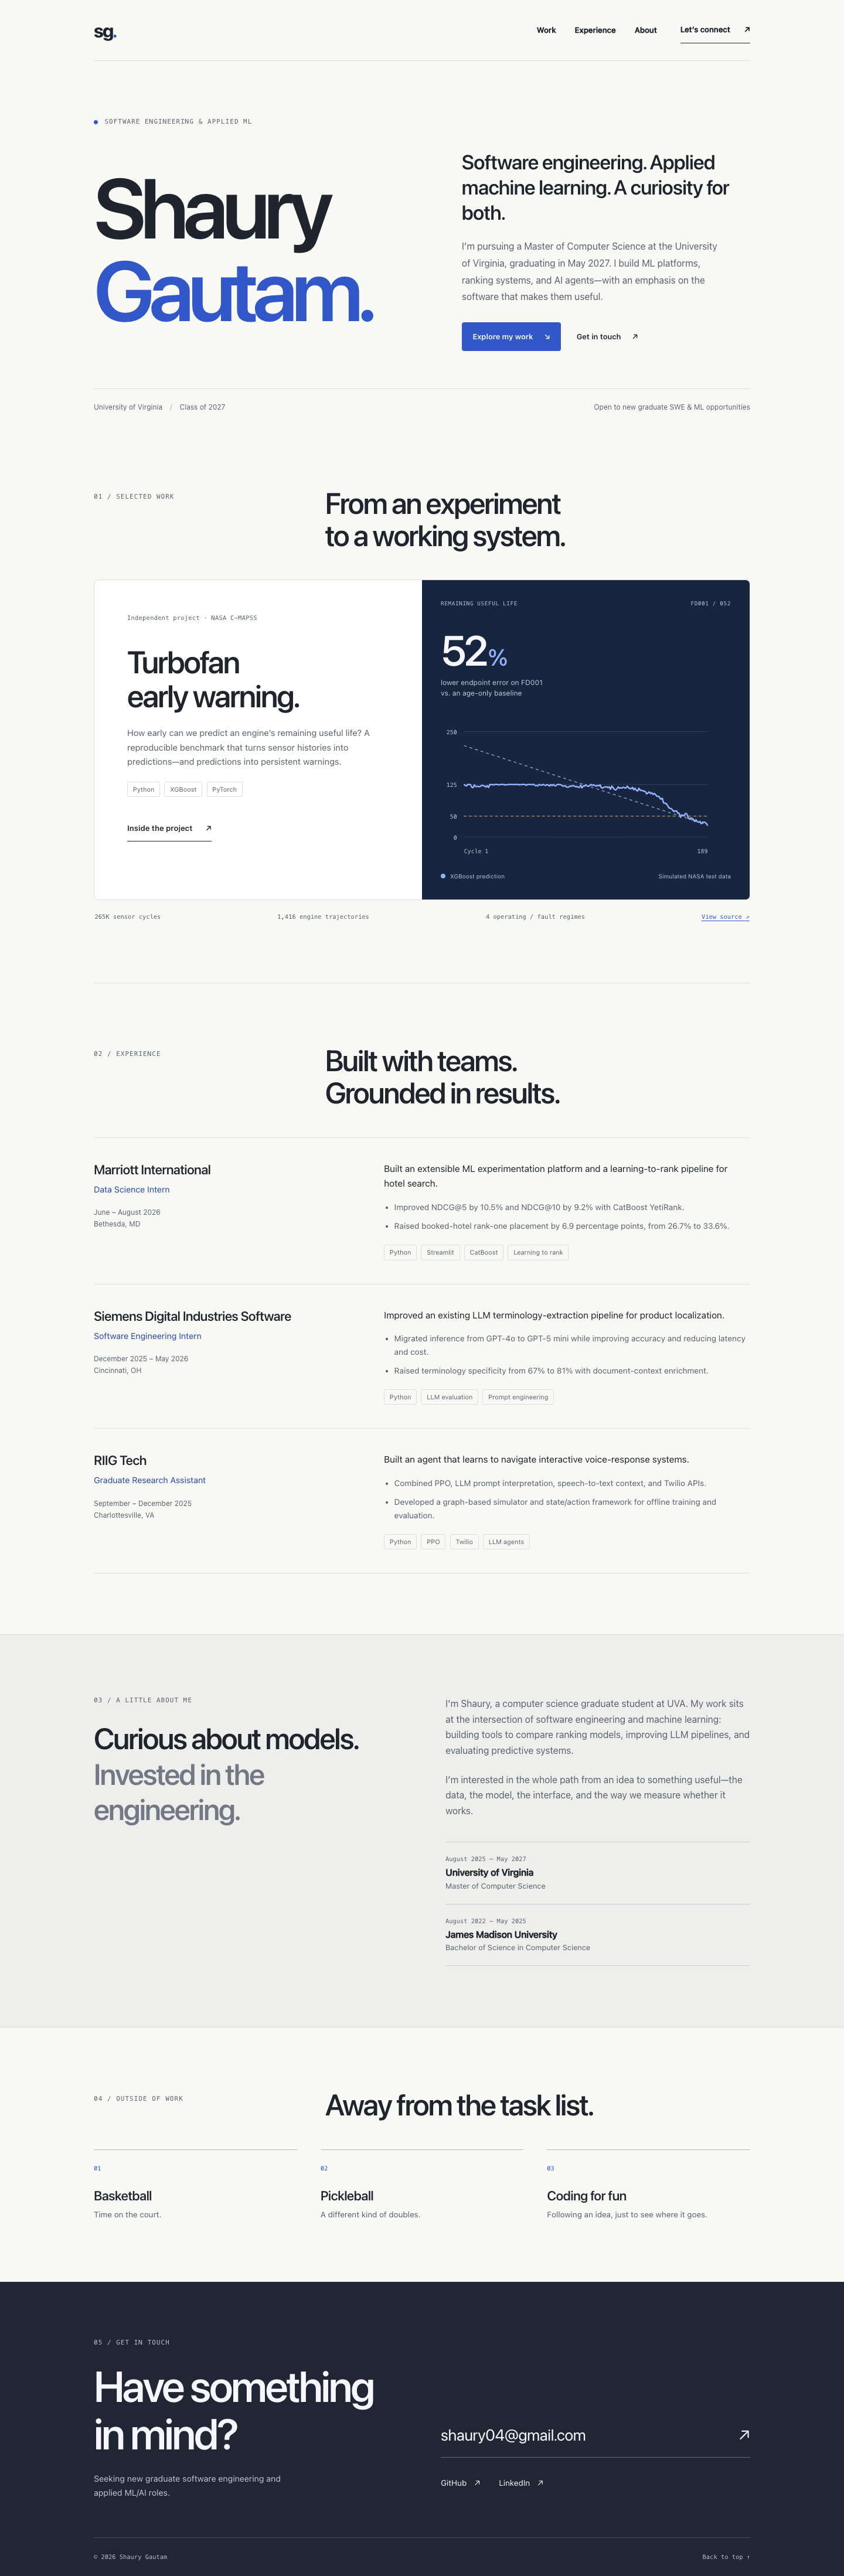 sg.
Work Experience About Let's connect ↗
SOFTWARE ENGINEERING & APPLIED ML
Shaury
Gautam.
Software engineering. Applied
machine learning. A curiosity for
both.
I'm pursuing a Master of Computer Science at the University
of Virginia, graduating in May 2027. I build ML platforms,
ranking systems, and AI agents—with an emphasis on the
software that makes them useful.
Explore my work ↘ Get in touch ↗
University of Virginia / Class of 2027
Open to new graduate SWE & ML opportunities
01 / SELECTED WORK
From an experiment
to a working system.
Independent project · NASA C-MAPSS
Turbofan
early warning.
How early can we predict an engine's remaining useful life? A
reproducible benchmark that turns sensor histories into
predictions—and predictions into persistent warnings.
Python XGBoost PyTorch
Inside the project ↗
REMAINING USEFUL LIFE FD001 / 052
52%
lower endpoint error on FD001
vs. an age-only baseline
250
125
50
0
Cycle 1 189
XGBoost prediction Simulated NASA test data
265K sensor cycles 1,416 engine trajectories 4 operating / fault regimes View source ↗
02 / EXPERIENCE
Built with teams.
Grounded in results.
Marriott International
Data Science Intern
June – August 2026
Bethesda, MD
Built an extensible ML experimentation platform and a learning-to-rank pipeline for
hotel search.
• Improved NDCG@5 by 10.5% and NDCG@10 by 9.2% with CatBoost YetiRank.
• Raised booked-hotel rank-one placement by 6.9 percentage points, from 26.7% to 33.6%.
Python Streamlit CatBoost Learning to rank
Siemens Digital Industries Software
Software Engineering Intern
December 2025 – May 2026
Cincinnati, OH
Improved an existing LLM terminology-extraction pipeline for product localization.
• Migrated inference from GPT-4o to GPT-5 mini while improving accuracy and reducing latency
and cost.
• Raised terminology specificity from 67% to 81% with document-context enrichment.
Python LLM evaluation Prompt engineering
RIIG Tech
Graduate Research Assistant
September – December 2025
Charlottesville, VA
Built an agent that learns to navigate interactive voice-response systems.
• Combined PPO, LLM prompt interpretation, speech-to-text context, and Twilio APIs.
• Developed a graph-based simulator and state/action framework for offline training and
evaluation.
Python PPO Twilio LLM agents
03 / A LITTLE ABOUT ME
Curious about models.
Invested in the
engineering.
I'm Shaury, a computer science graduate student at UVA. My work sits
at the intersection of software engineering and machine learning:
building tools to compare ranking models, improving LLM pipelines, and
evaluating predictive systems.
I'm interested in the whole path from an idea to something useful—the
data, the model, the interface, and the way we measure whether it
works.
August 2025 — May 2027
University of Virginia
Master of Computer Science
August 2022 — May 2025
James Madison University
Bachelor of Science in Computer Science
04 / OUTSIDE OF WORK
Away from the task list.
01
Basketball
Time on the court.
02
Pickleball
A different kind of doubles.
03
Coding for fun
Following an idea, just to see where it goes.
05 / GET IN TOUCH
Have something
in mind?
Seeking new graduate software engineering and
applied ML/AI roles.
shaury04@gmail.com ↗
GitHub ↗ LinkedIn ↗
© 2026 Shaury Gautam
Back to top ↑